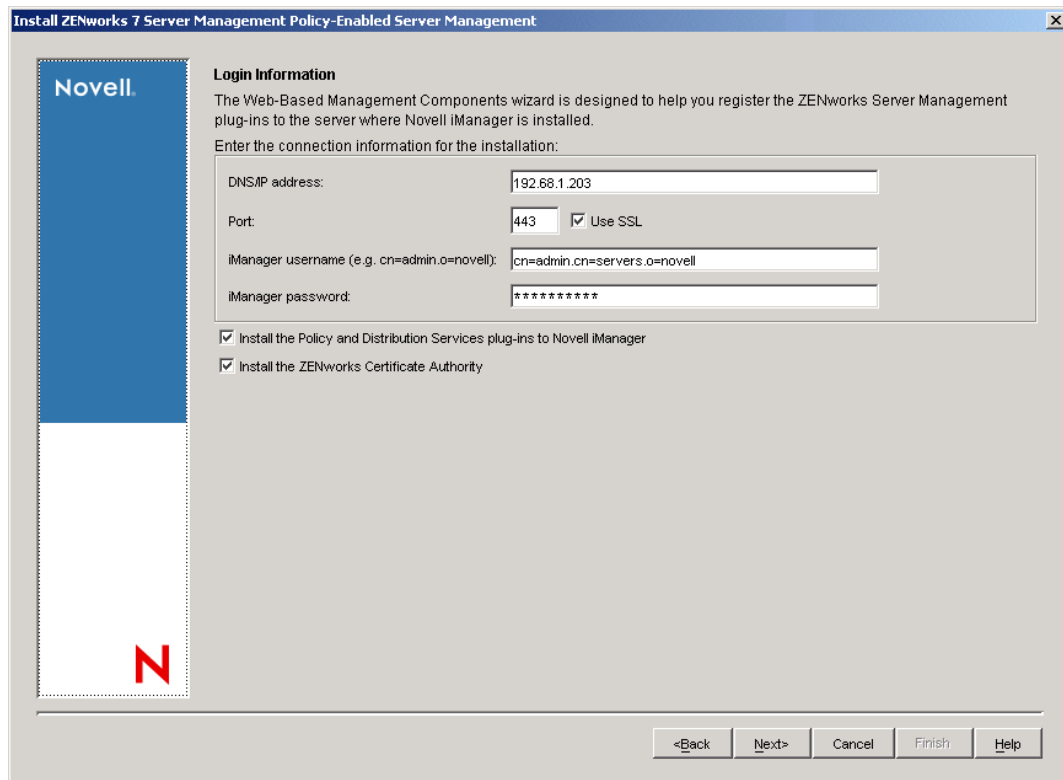 Install ZENworks 7 Server Management Policy-Enabled Server Management
Novell.
Login Information
The Web-Based Management Components wizard is designed to help you register the ZENworks Server Management
plug-ins to the server where Novell iManager is installed.
Enter the connection information for the installation:
DNS/IP address: 192.68.1.203
Port: 443 Use SSL
iManager username (e.g. cn=admin.o=novell): cn=admin.cn=servers.o=novell
iManager password: **********
Install the Policy and Distribution Services plug-ins to Novell iManager
Install the ZENworks Certificate Authority
N
<Back Next> Cancel Finish Help